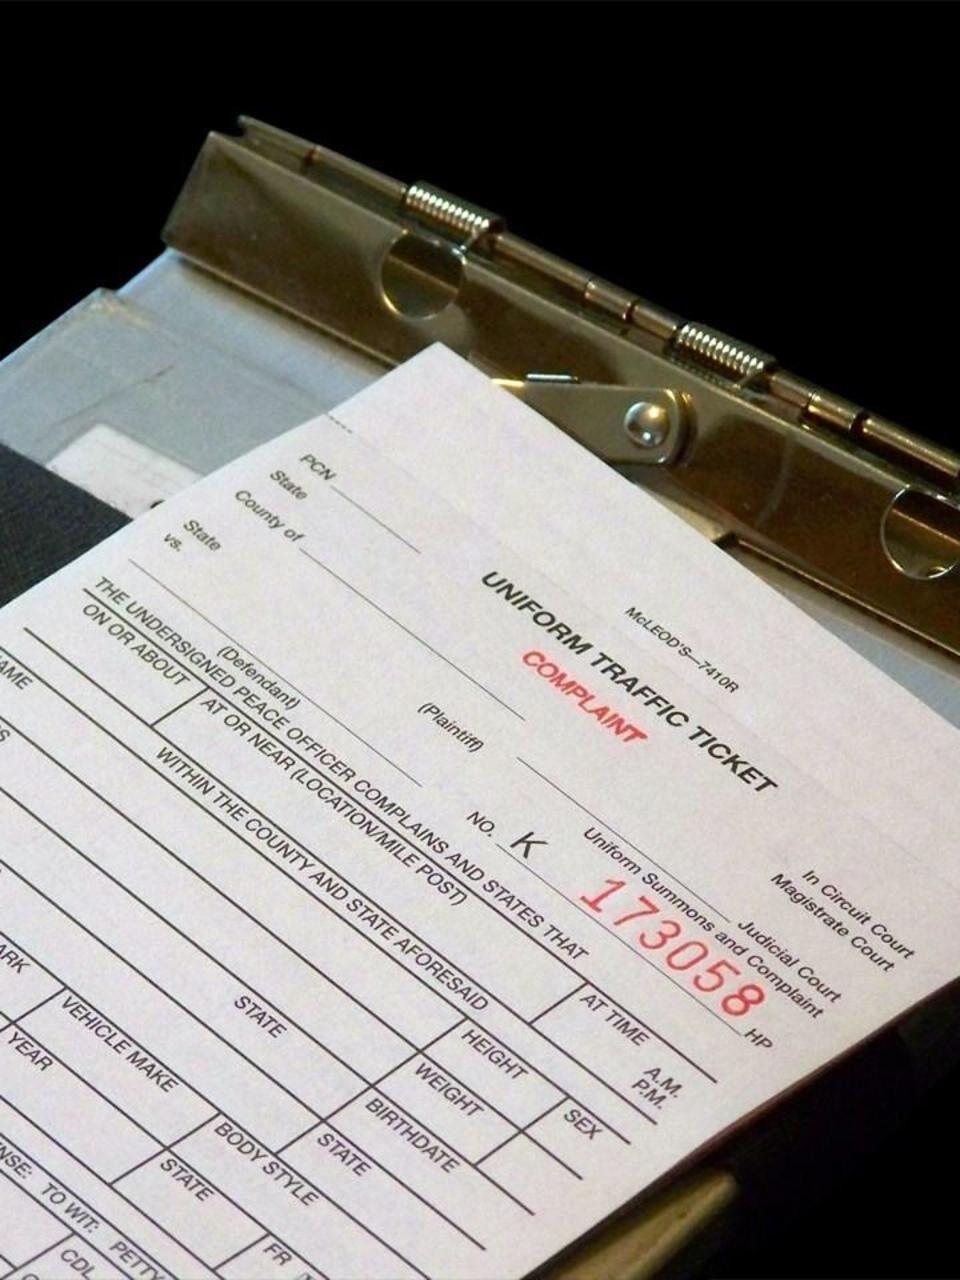 McLEOD'S—7410R
UNIFORM TRAFFIC TICKET
COMPLAINT
PCN
State
County of
In Circuit Court
Magistrate Court
Judicial Court
Uniform Summons and Complaint
State
vs.
(Plaintiff)
NO. K 173058 HP
(Defendant)
THE UNDERSIGNED PEACE OFFICER COMPLAINS AND STATES THAT
ON OR ABOUT
AT OR NEAR (LOCATION/MILE POST)
AT TIME
A.M.
P.M.
WITHIN THE COUNTY AND STATE AFORESAID
HEIGHT
SEX
WEIGHT
STATE
BIRTHDATE
VEHICLE MAKE
STATE
YEAR
BODY STYLE
STATE
TO WIT: PETTY
FR
CDL